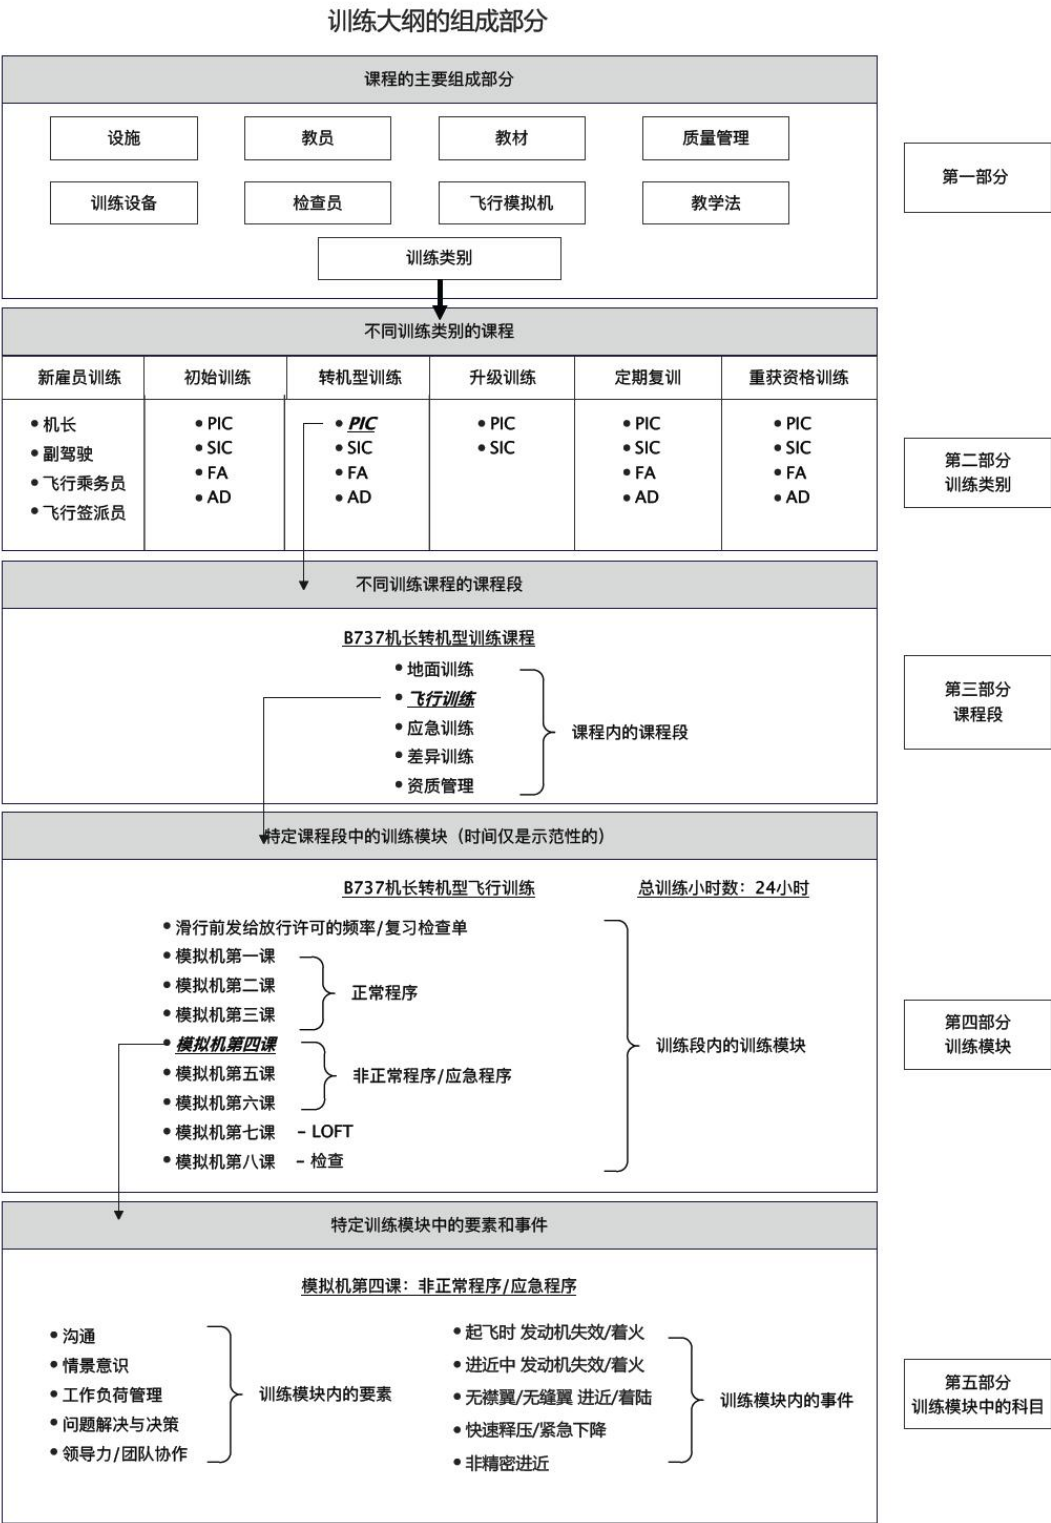 训练大纲的组成部分
课程的主要组成部分
设施
教员
教材
质量管理
训练设备
检查员
飞行模拟机
教学法
训练类别
第一部分
不同训练类别的课程
新雇员训练
初始训练
转机型训练
升级训练
定期复训
重获资格训练
• 机长
• 副驾驶
• 飞行乘务员
• 飞行签派员
• PIC
• SIC
• FA
• AD
• PIC
• SIC
• FA
• AD
• PIC
• SIC
• PIC
• SIC
• FA
• AD
• PIC
• SIC
• FA
• AD
第二部分
训练类别
不同训练课程的课程段
B737机长转机型训练课程
• 地面训练
• 飞行训练
• 应急训练
• 差异训练
• 资质管理
课程内的课程段
第三部分
课程段
特定课程段中的训练模块（时间仅是示范性的）
B737机长转机型飞行训练
总训练小时数：24小时
• 滑行前发给放行许可的频率/复习检查单
• 模拟机第一课
• 模拟机第二课
• 模拟机第三课
正常程序
• 模拟机第四课
• 模拟机第五课
• 模拟机第六课
非正常程序/应急程序
• 模拟机第七课 – LOFT
• 模拟机第八课 – 检查
训练段内的训练模块
第四部分
训练模块
特定训练模块中的要素和事件
模拟机第四课：非正常程序/应急程序
• 沟通
• 情景意识
• 工作负荷管理
• 问题解决与决策
• 领导力/团队协作
训练模块内的要素
• 起飞时 发动机失效/着火
• 进近中 发动机失效/着火
• 无襟翼/无缝翼 进近/着陆
• 快速释压/紧急下降
• 非精密进近
训练模块内的事件
第五部分
训练模块中的科目